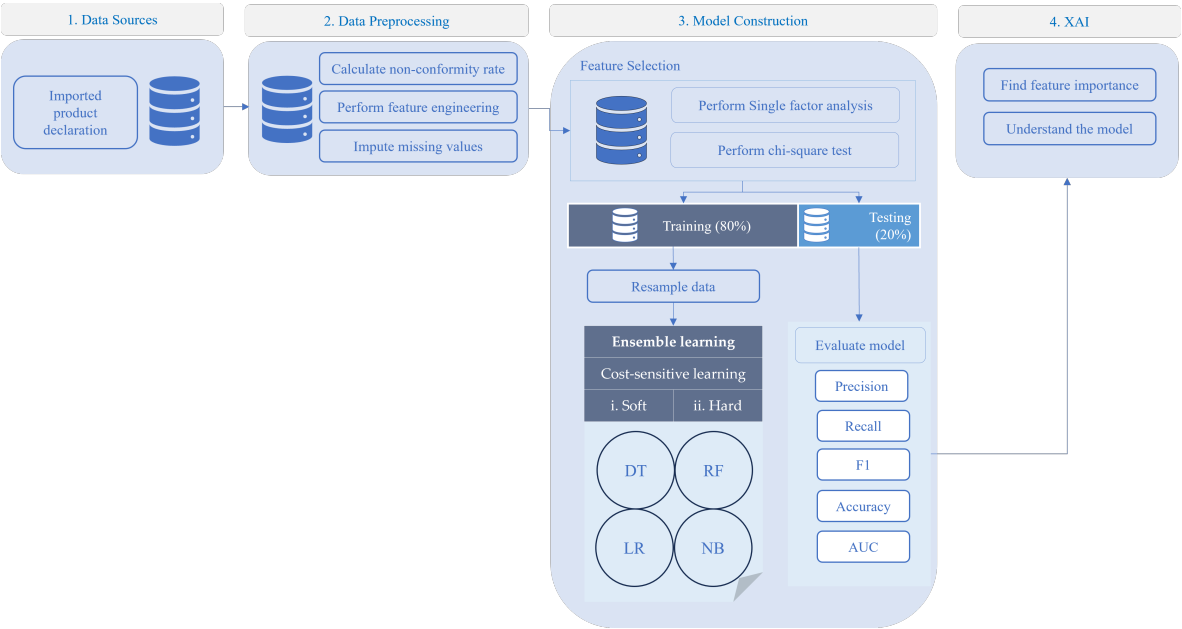 1. Data Sources
2. Data Preprocessing
3. Model Construction
4. XAI
Imported
product
declaration
Calculate non-conformity rate
Perform feature engineering
Impute missing values
Feature Selection
Perform Single factor analysis
Perform chi-square test
Training (80%)
Testing
(20%)
Resample data
Ensemble learning
Cost-sensitive learning
i. Soft
ii. Hard
DT
RF
LR
NB
Evaluate model
Precision
Recall
F1
Accuracy
AUC
Find feature importance
Understand the model